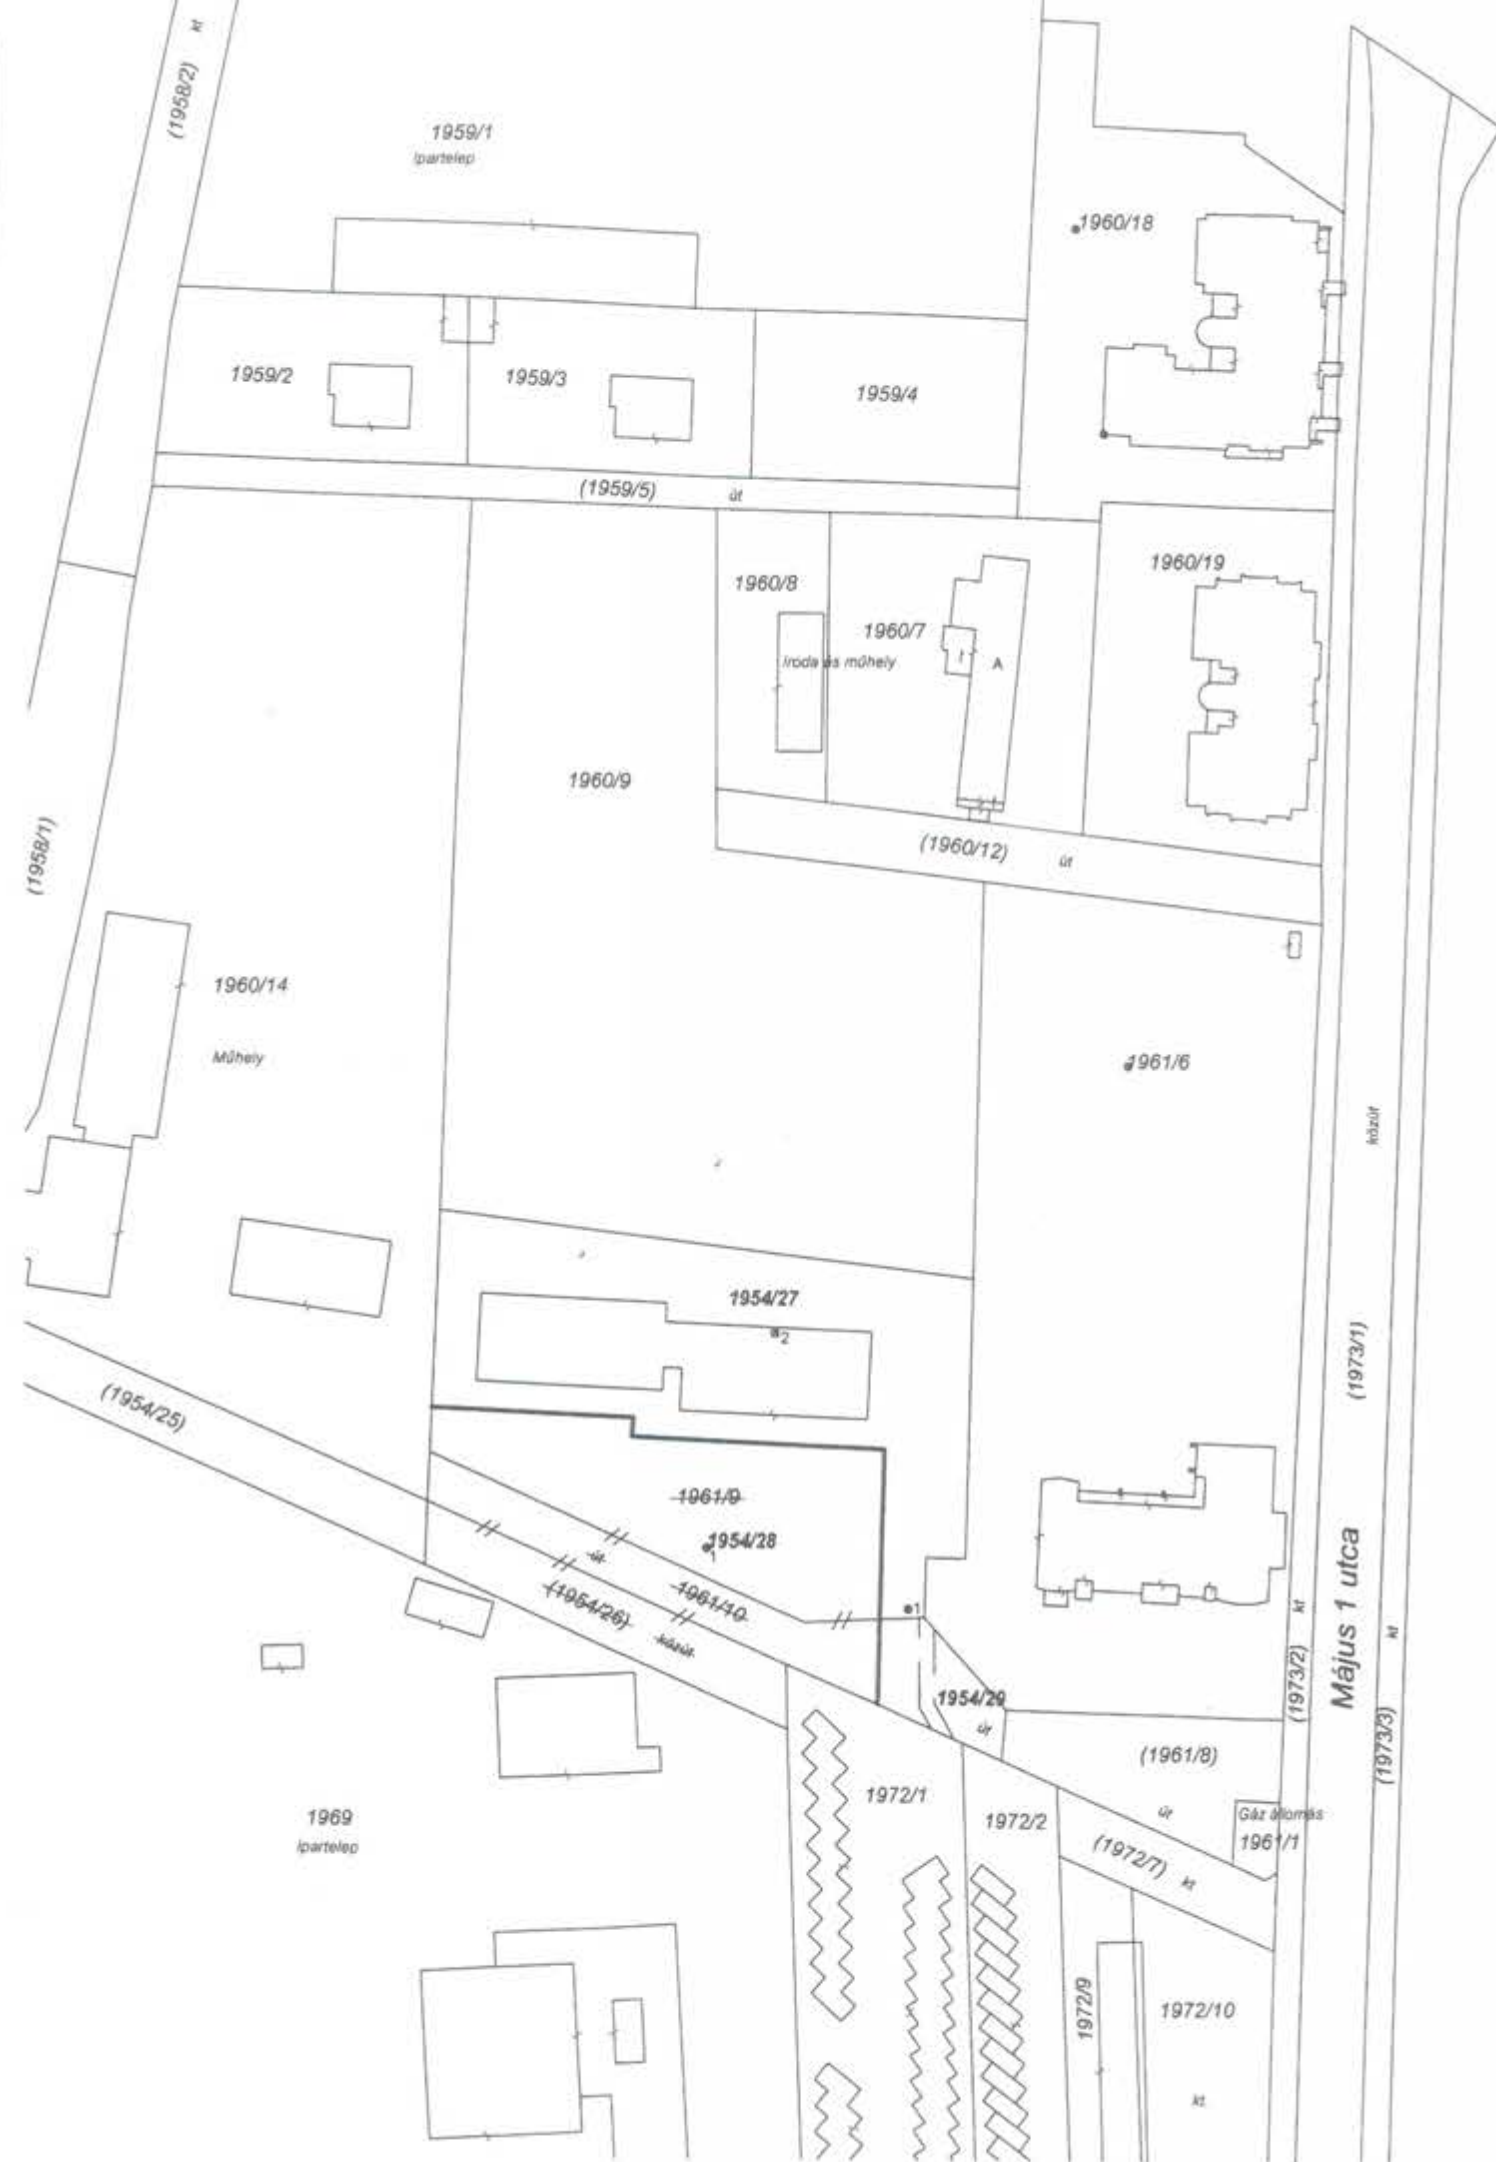 (1958/2)
kt
1959/1
Ipartelep
1960/18
1959/2
1959/3
1959/4
(1959/5)
út
1960/8
1960/7
Iroda és műhely
A
1960/19
1960/9
(1960/12)
út
(1958/1)
1960/14
Műhely
1961/6
közút
1954/27
2
(1973/1)
(1954/25)
1961/9
1954/28
1
út
1961/10
(1954/26)
közút
1
1954/29
út
Május 1 utca
(1973/2)
kt
(1973/3)
kt
(1961/8)
út
Gáz állomás
1961/1
1972/1
1972/2
(1972/7)
kt
1969
Ipartelep
1972/9
1972/10
kt